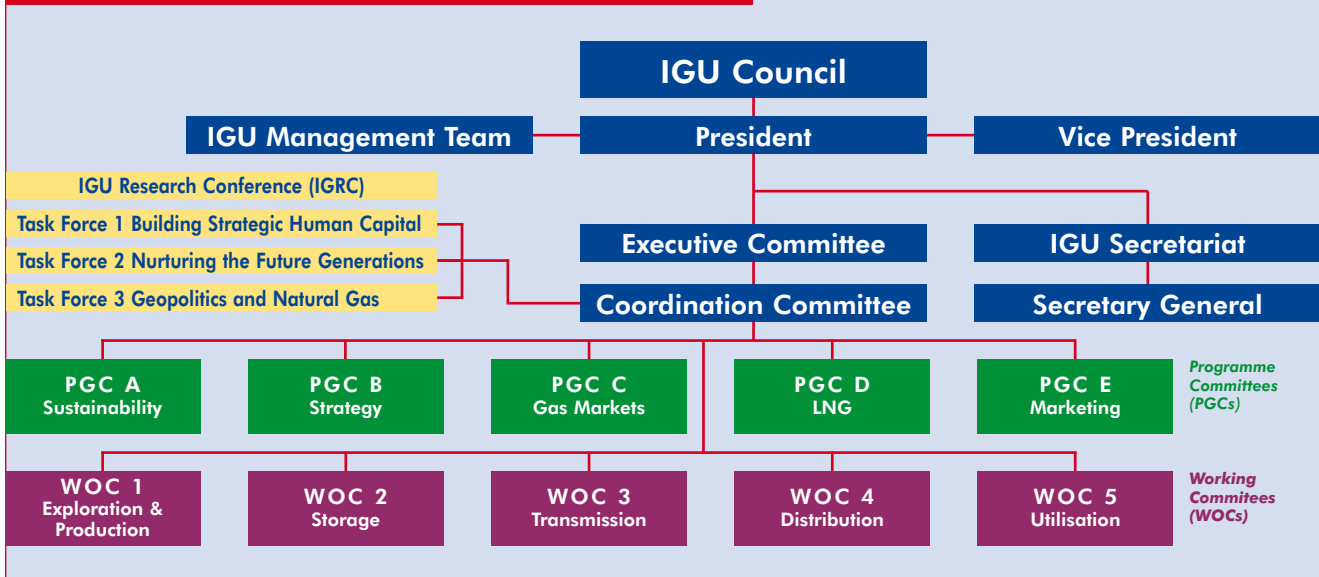 IGU Council
IGU Management Team
President
Vice President
IGU Research Conference (IGRC)
Task Force 1 Building Strategic Human Capital
Task Force 2 Nurturing the Future Generations
Task Force 3 Geopolitics and Natural Gas
Executive Committee
IGU Secretariat
Coordination Committee
Secretary General
PGC A
Sustainability
PGC B
Strategy
PGC C
Gas Markets
PGC D
LNG
PGC E
Marketing
Programme
Committees
(PGCs)
WOC 1
Exploration &
Production
WOC 2
Storage
WOC 3
Transmission
WOC 4
Distribution
WOC 5
Utilisation
Working
Commitees
(WOCs)